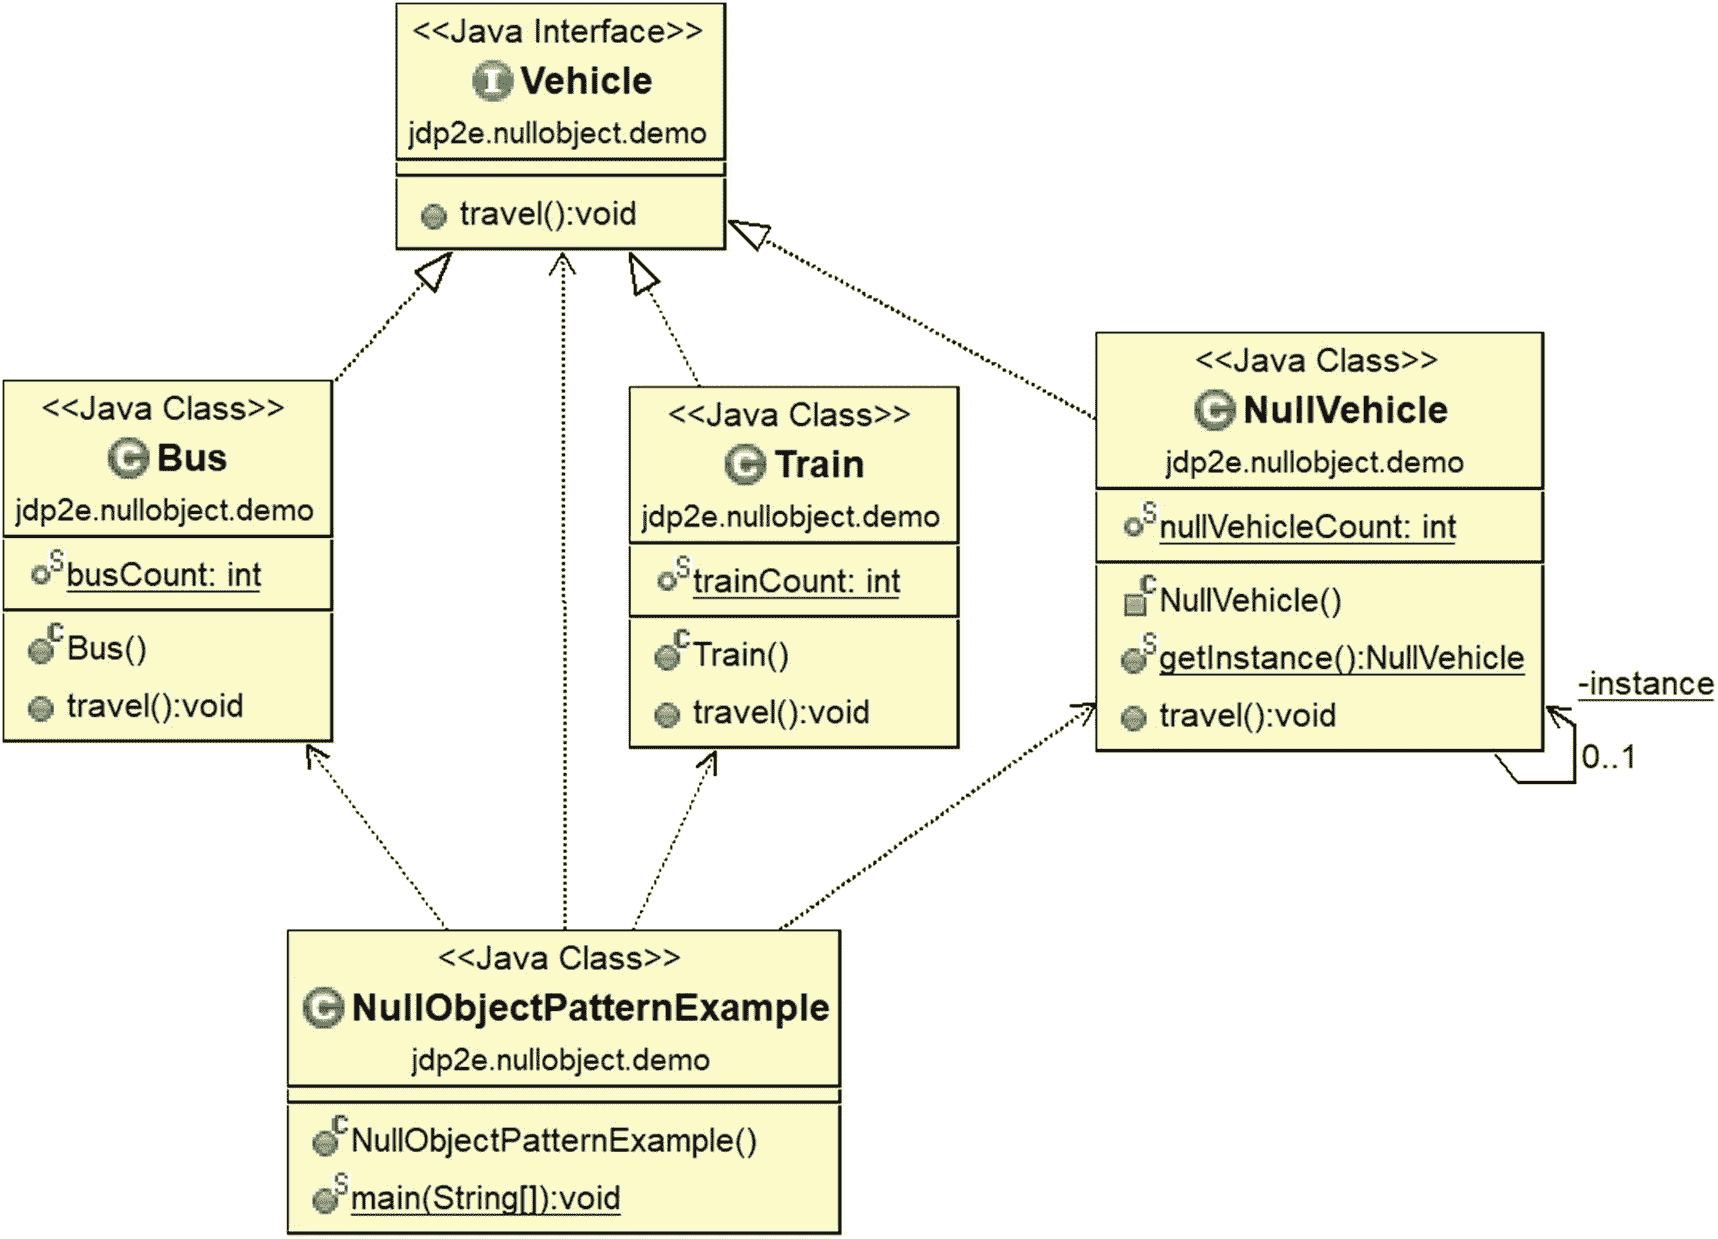 <<Java Interface>>
I Vehicle
jdp2e.nullobject.demo
travel():void
<<Java Class>>
C Bus
jdp2e.nullobject.demo
S busCount: int
C Bus()
travel():void
<<Java Class>>
C Train
jdp2e.nullobject.demo
S trainCount: int
C Train()
travel():void
<<Java Class>>
C NullVehicle
jdp2e.nullobject.demo
S nullVehicleCount: int
C NullVehicle()
S getInstance():NullVehicle
travel():void
-instance
0..1
<<Java Class>>
C NullObjectPatternExample
jdp2e.nullobject.demo
C NullObjectPatternExample()
S main(String[]):void